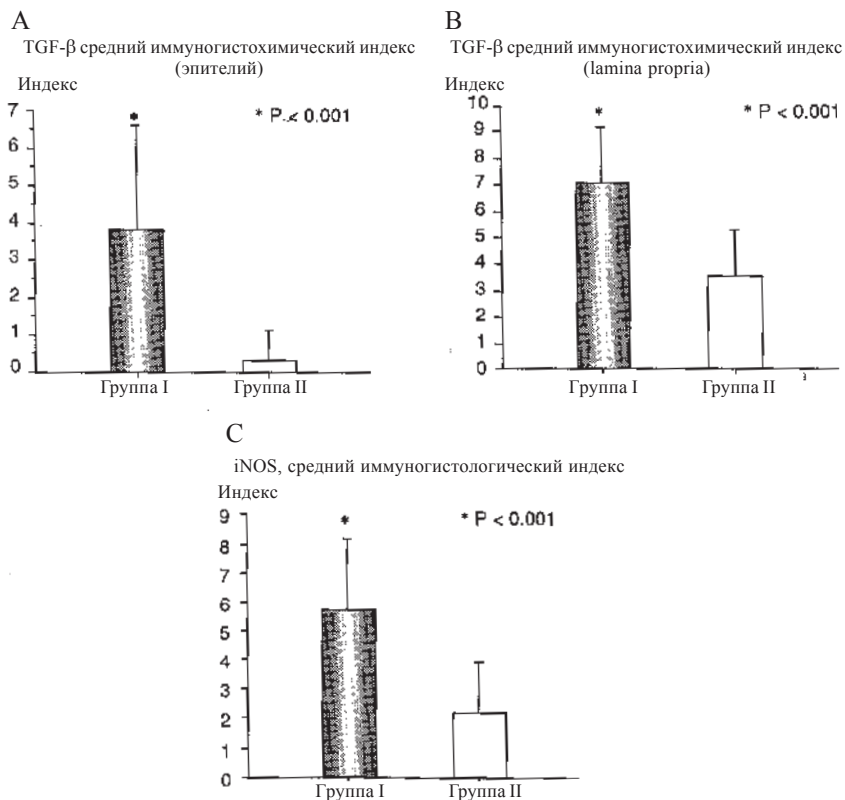 A
TGF-β средний иммуногистохимический индекс
(эпителий)
Индекс
7
6
5
4
3
2
1
0
*
* P < 0.001
Группа I
Группа II
B
TGF-β средний иммуногистохимический индекс
(lamina propria)
Индекс
10
9
8
7
6
5
4
3
2
1
0
*
* P < 0.001
Группа I
Группа II
C
iNOS, средний иммуногистологический индекс
Индекс
9
8
7
6
5
4
3
2
1
0
*
* P < 0.001
Группа I
Группа II